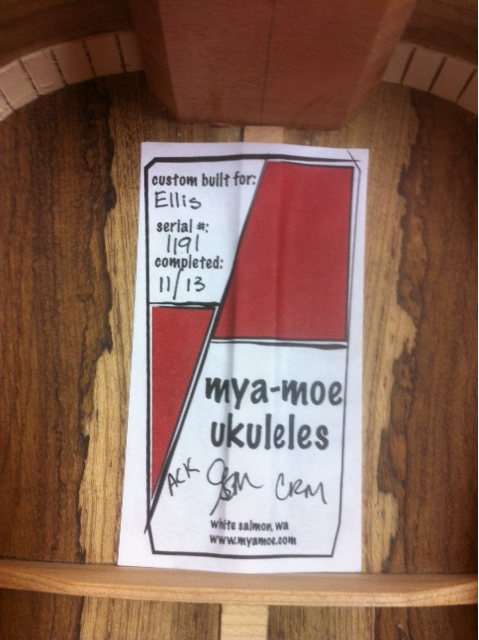 custom built for:
Ellis
serial #:
1191
completed:
11/13
mya-moe
ukuleles
ACK GSM CRM
white salmon, wa
www.myamoe.com